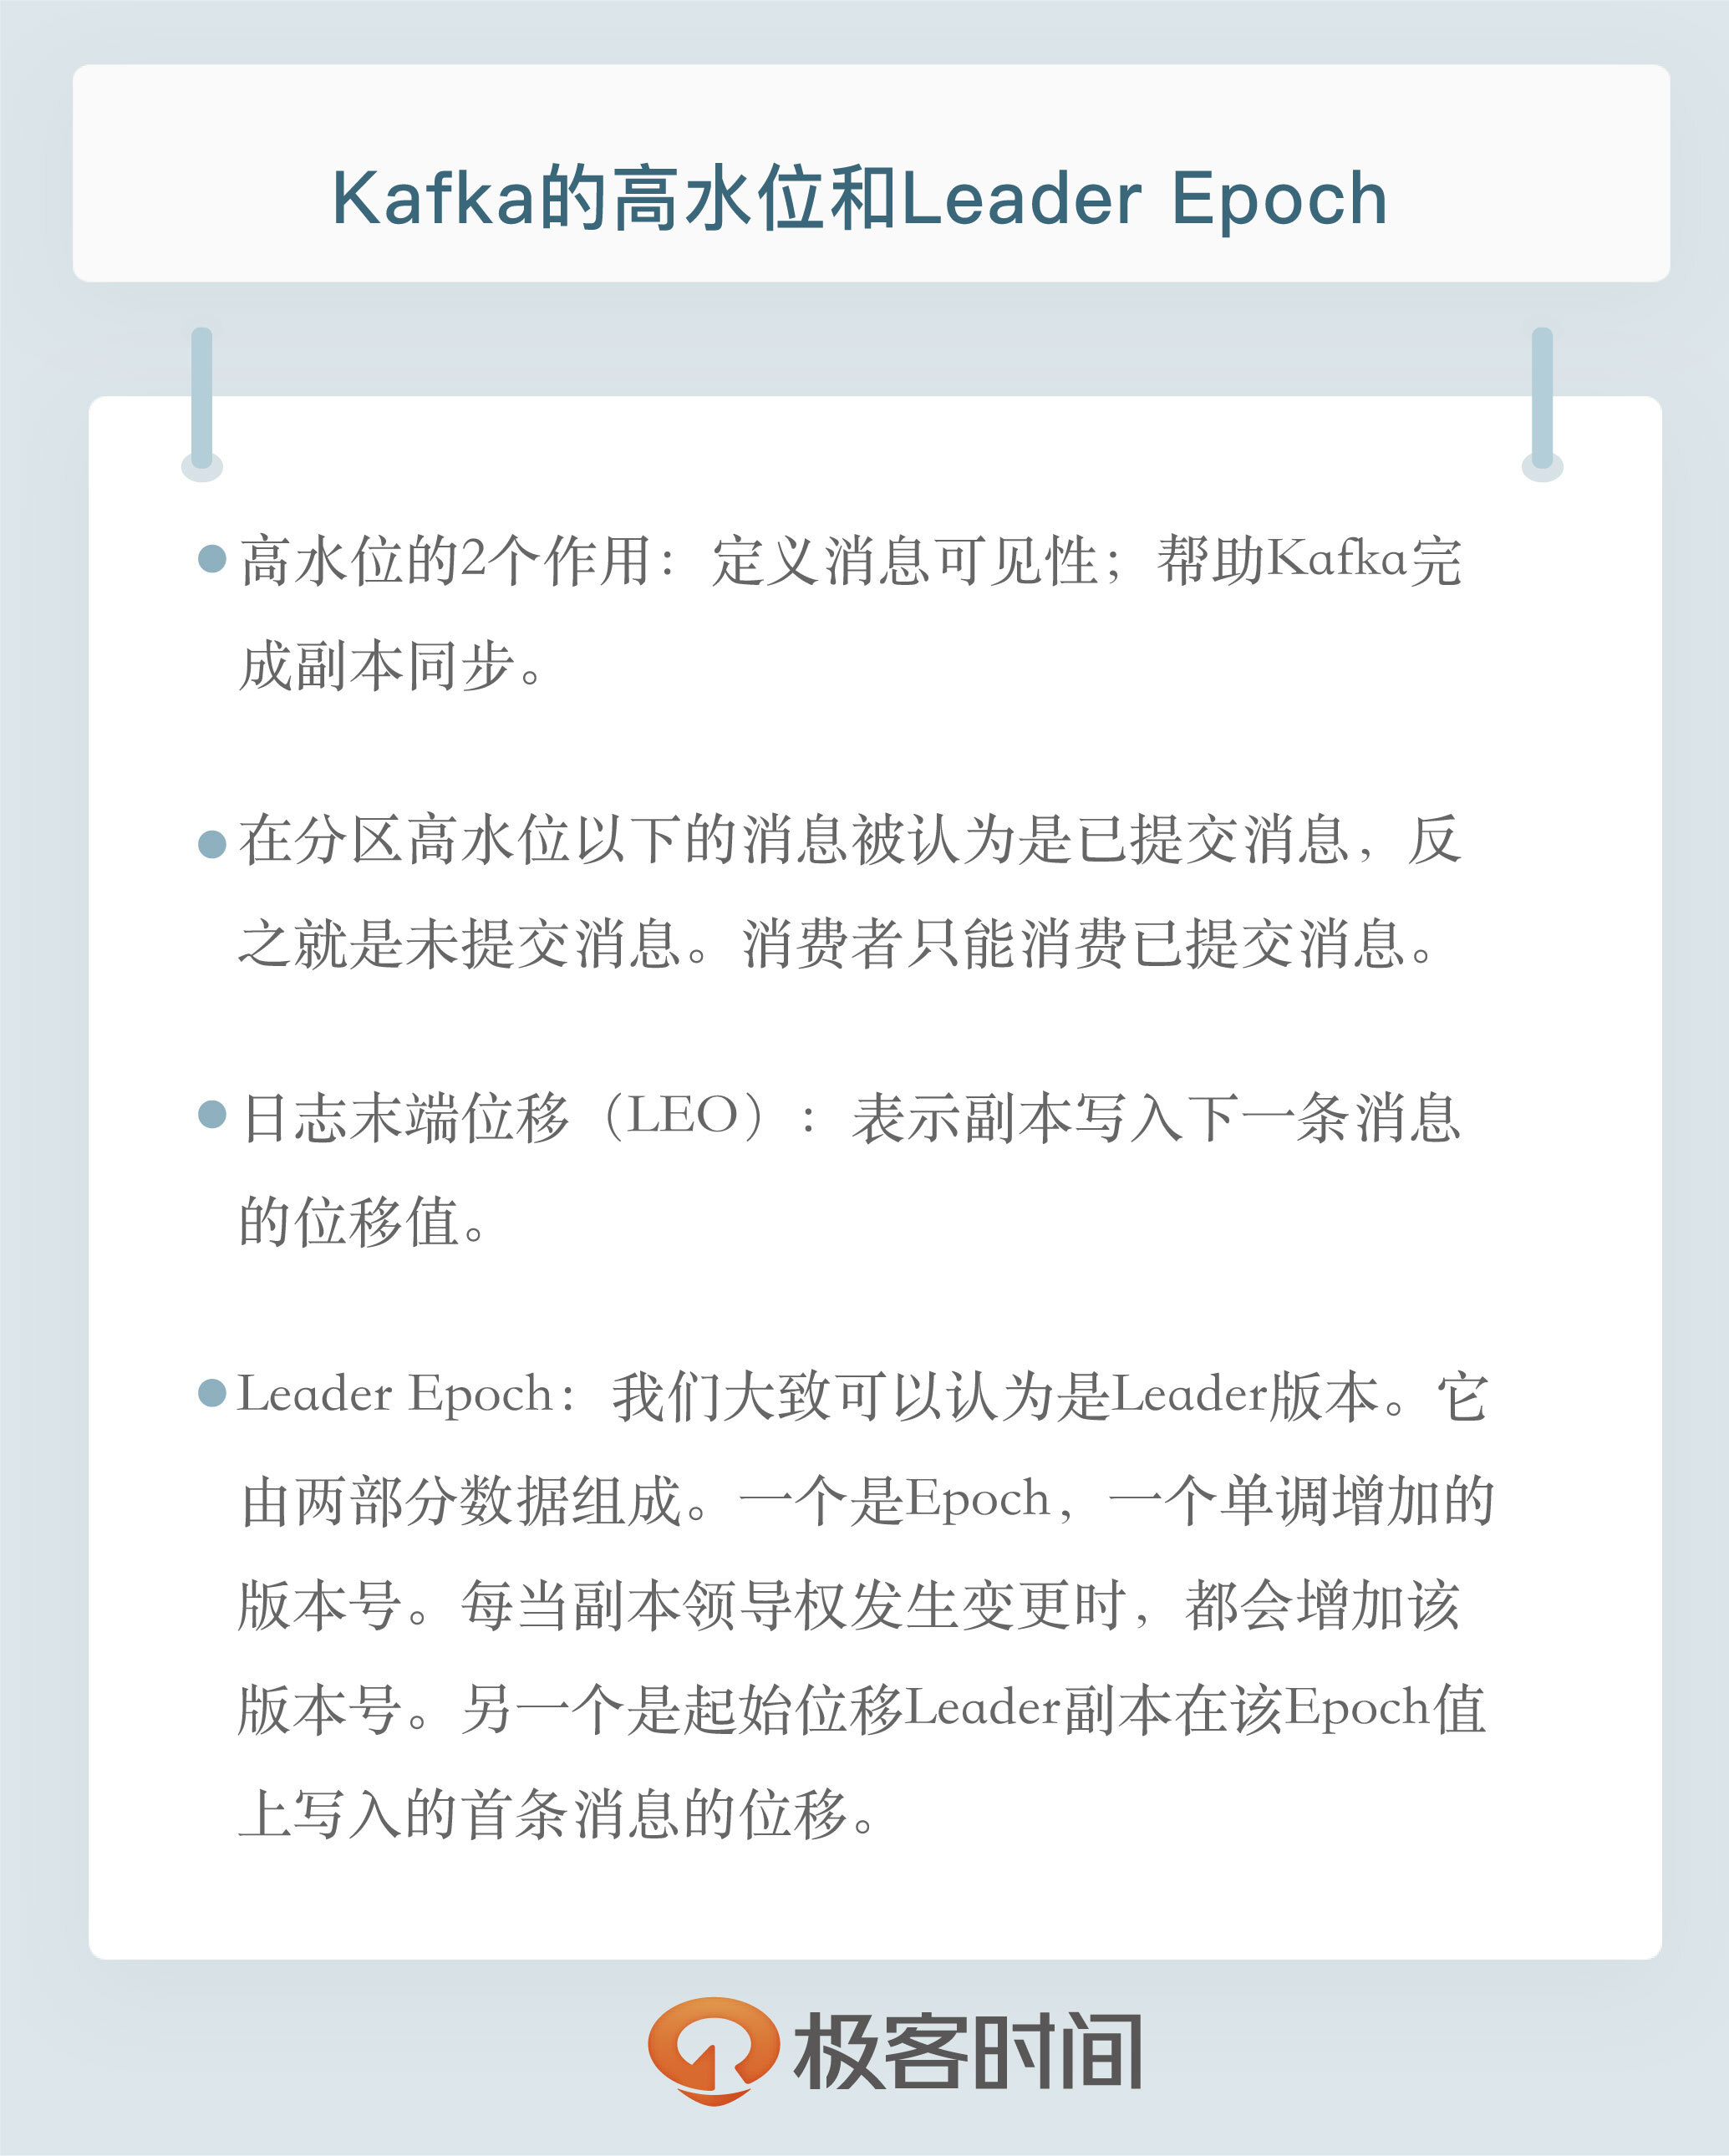 Kafka的高水位和Leader Epoch
高水位的2个作用：定义消息可见性；帮助Kafka完
成副本同步。
在分区高水位以下的消息被认为是已提交消息，反
之就是未提交消息。消费者只能消费已提交消息。
日志末端位移（LEO）：表示副本写入下一条消息
的位移值。
Leader Epoch：我们大致可以认为是Leader版本。它
由两部分数据组成。一个是Epoch，一个单调增加的
版本号。每当副本领导权发生变更时，都会增加该
版本号。另一个是起始位移Leader副本在该Epoch值
上写入的首条消息的位移。
极客时间